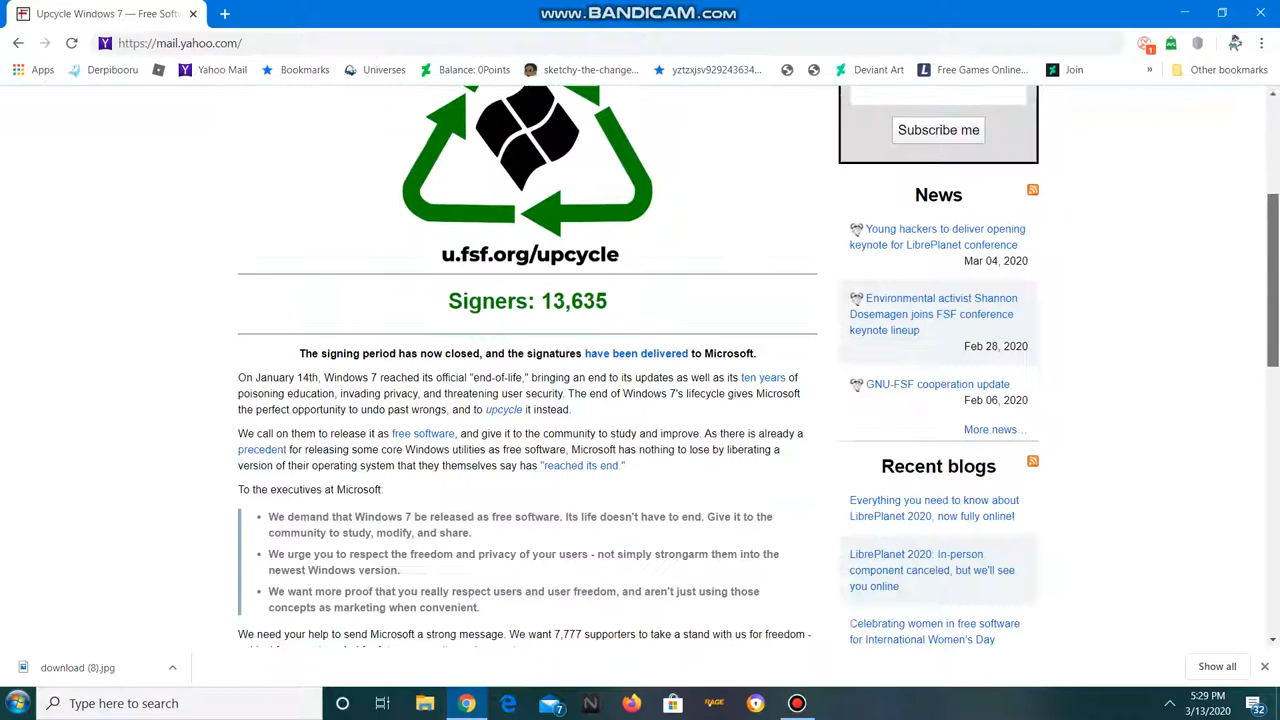 Upcycle Windows 7 — Free Softw
www.BANDICAM.com
https://mail.yahoo.com/
1
Apps
Derpibooru
Yahoo Mail
Bookmarks
Universes
Balance: 0Points
sketchy-the-change...
yztzxjsv929243634...
Deviant Art
Free Games Online...
Join
»
Other bookmarks
u.fsf.org/upcycle
Signers: 13,635
The signing period has now closed, and the signatures have been delivered to Microsoft.
On January 14th, Windows 7 reached its official "end-of-life," bringing an end to its updates as well as its ten years of
poisoning education, invading privacy, and threatening user security. The end of Windows 7's lifecycle gives Microsoft
the perfect opportunity to undo past wrongs, and to upcycle it instead.
We call on them to release it as free software, and give it to the community to study and improve. As there is already a
precedent for releasing some core Windows utilities as free software, Microsoft has nothing to lose by liberating a
version of their operating system that they themselves say has "reached its end."
To the executives at Microsoft:
• We demand that Windows 7 be released as free software. Its life doesn't have to end. Give it to the
community to study, modify, and share.
• We urge you to respect the freedom and privacy of your users - not simply strongarm them into the
newest Windows version.
• We want more proof that you really respect users and user freedom, and aren't just using those
concepts as marketing when convenient.
We need your help to send Microsoft a strong message. We want 7,777 supporters to take a stand with us for freedom -
Subscribe me
News
Young hackers to deliver opening
keynote for LibrePlanet conference
Mar 04, 2020
Environmental activist Shannon
Dosemagen joins FSF conference
keynote lineup
Feb 28, 2020
GNU-FSF cooperation update
Feb 06, 2020
More news…
Recent blogs
Everything you need to know about
LibrePlanet 2020, now fully online!
LibrePlanet 2020: In-person
component canceled, but we'll see
you online
Celebrating women in free software
for International Women's Day
download (8).jpg
Show all
Type here to search
7
RAGE
5:29 PM
3/13/2020
32